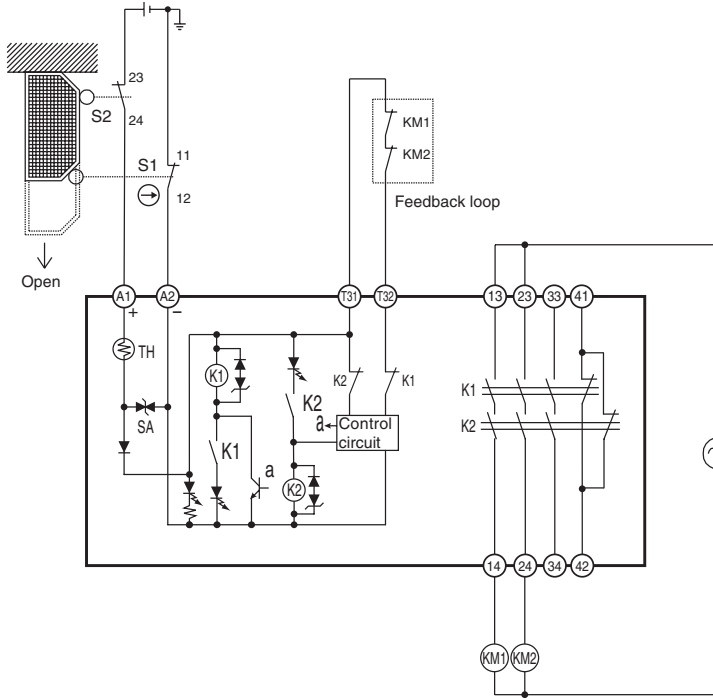 23
S2
24
11
S1
12
KM1
KM2
Feedback loop
Open
A1
A2
T31
T32
13
23
33
41
+
−
TH
SA
K1
K1
a
K2
K2
K2
K1
a
Control
circuit
K1
K2
14
24
34
42
KM1
KM2